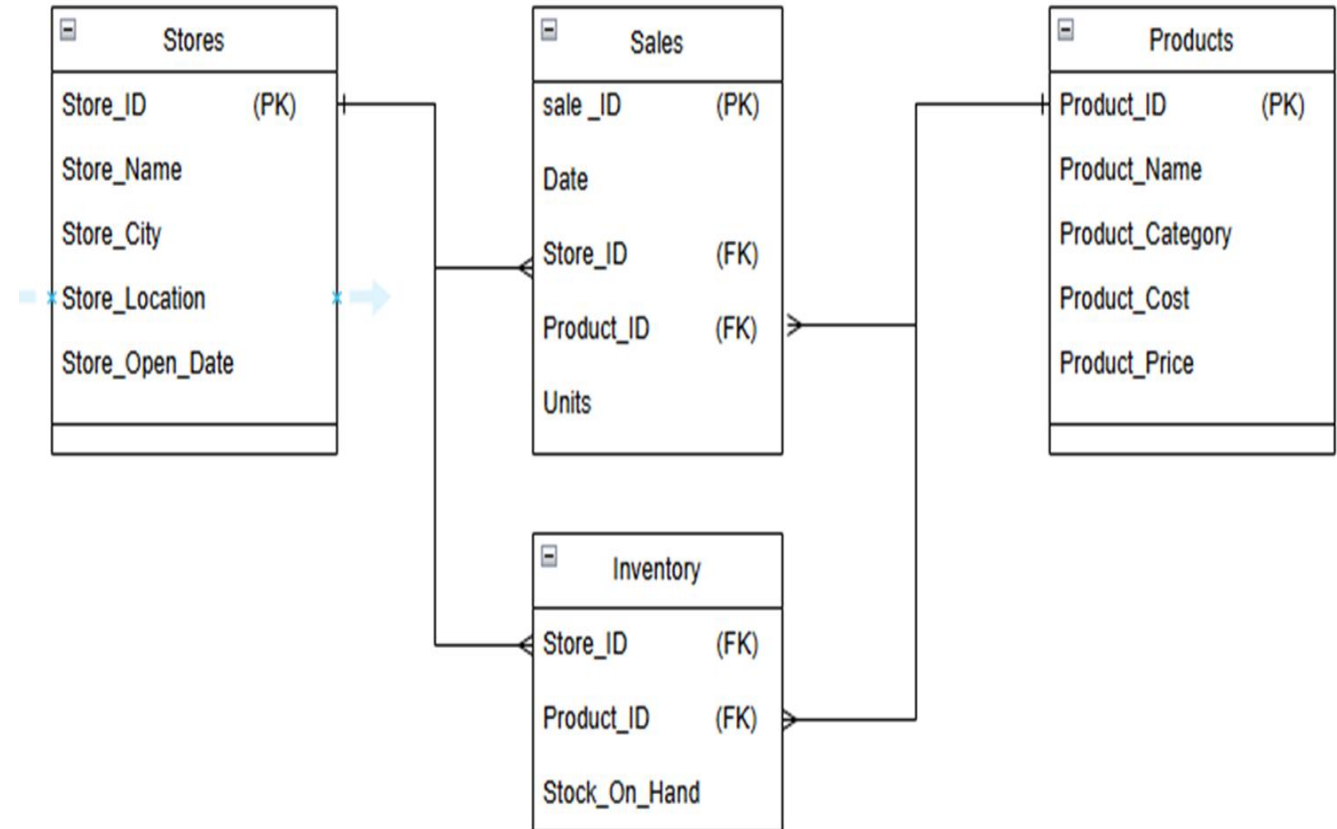 Stores
Store_ID (PK)
Store_Name
Store_City
Store_Location
Store_Open_Date
Sales
sale _ID (PK)
Date
Store_ID (FK)
Product_ID (FK)
Units
Products
Product_ID (PK)
Product_Name
Product_Category
Product_Cost
Product_Price
Inventory
Store_ID (FK)
Product_ID (FK)
Stock_On_Hand